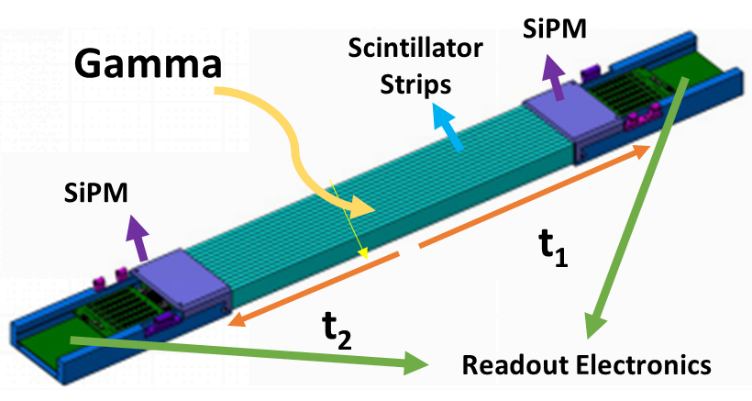 SiPM
Scintillator
Strips
Gamma
SiPM
t₁
t₂
Readout Electronics